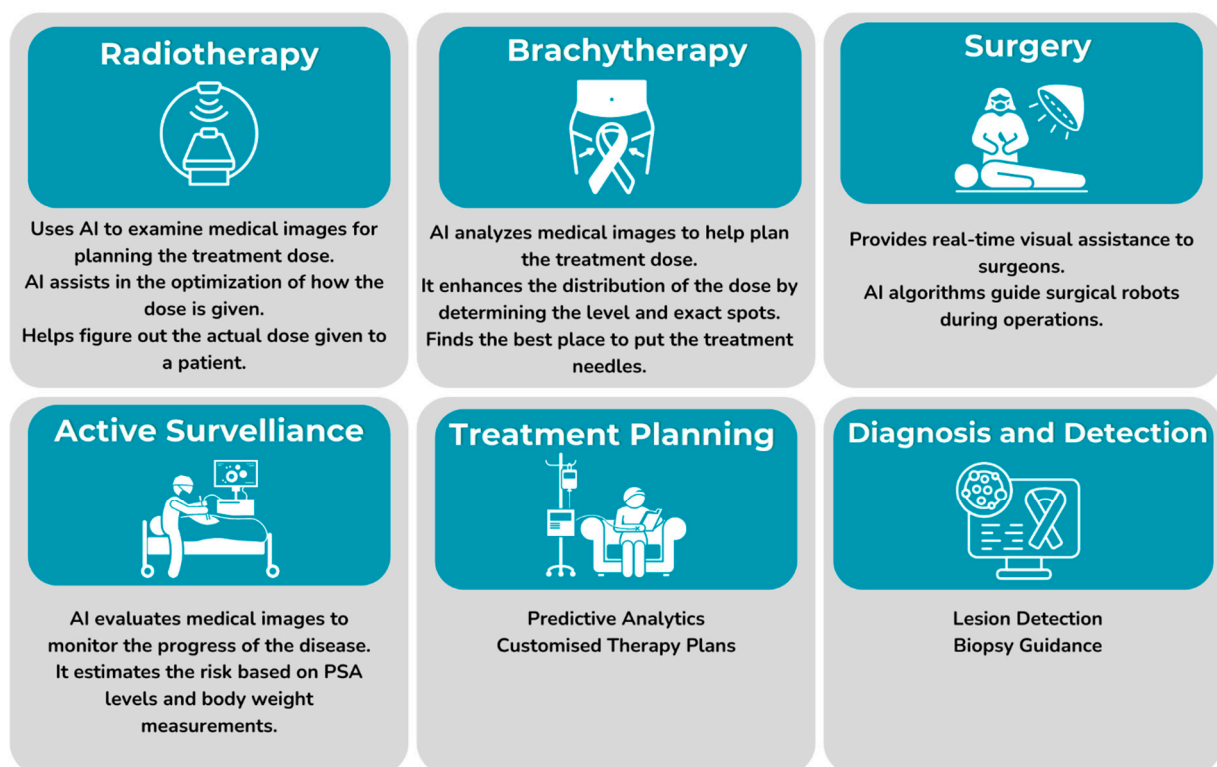 Radiotherapy
Uses AI to examine medical images for
planning the treatment dose.
AI assists in the optimization of how the
dose is given.
Helps figure out the actual dose given to
a patient.
Brachytherapy
AI analyzes medical images to help plan
the treatment dose.
It enhances the distribution of the dose by
determining the level and exact spots.
Finds the best place to put the treatment
needles.
Surgery
Provides real-time visual assistance to
surgeons.
AI algorithms guide surgical robots
during operations.
Active Survelliance
AI evaluates medical images to
monitor the progress of the disease.
It estimates the risk based on PSA
levels and body weight
measurements.
Treatment Planning
Predictive Analytics
Customised Therapy Plans
Diagnosis and Detection
Lesion Detection
Biopsy Guidance